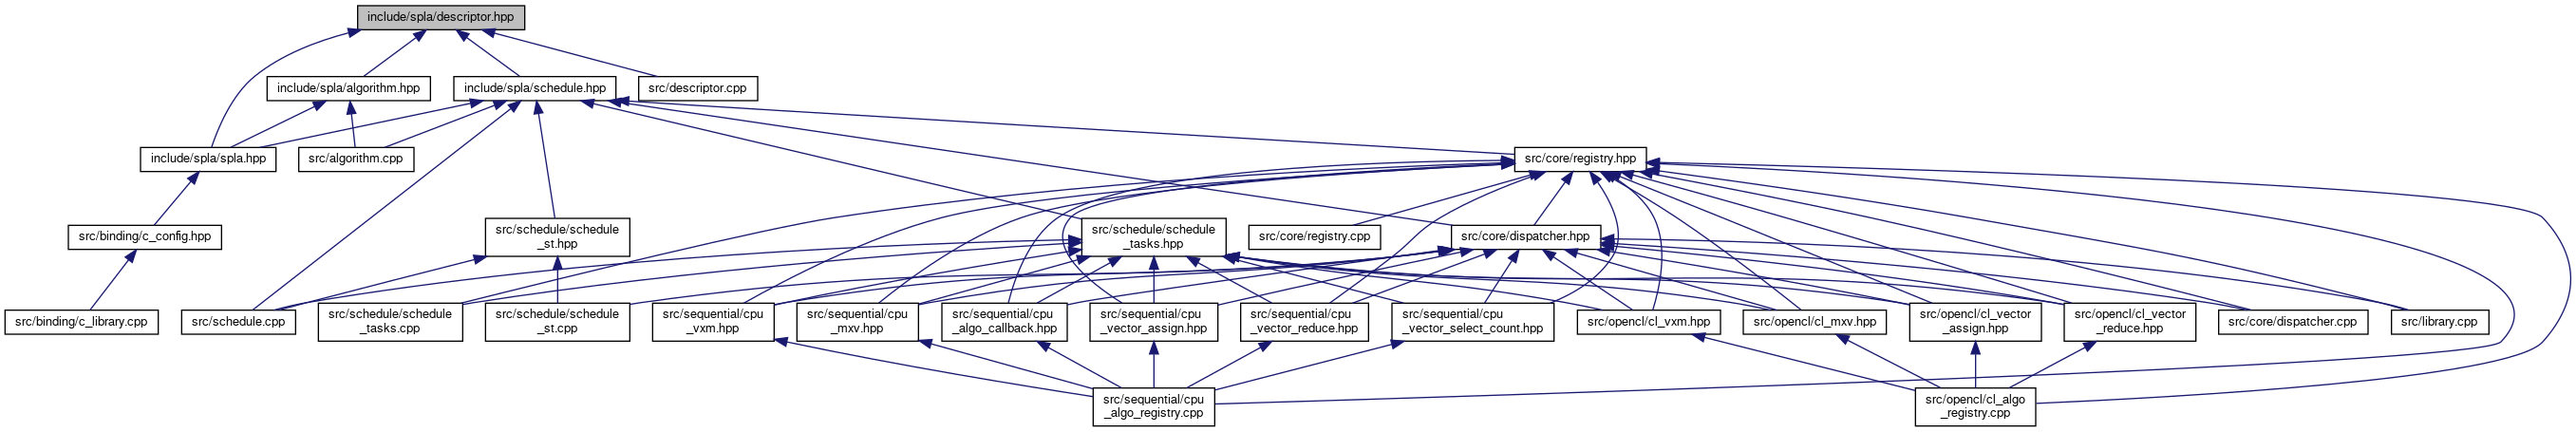 include/spla/descriptor.hpp
include/spla/algorithm.hpp
include/spla/schedule.hpp
src/descriptor.cpp
include/spla/spla.hpp
src/algorithm.cpp
src/core/registry.hpp
src/binding/c_config.hpp
src/schedule/schedule
_st.hpp
src/schedule/schedule
_tasks.hpp
src/core/registry.cpp
src/core/dispatcher.hpp
src/binding/c_library.cpp
src/schedule.cpp
src/schedule/schedule
_tasks.cpp
src/schedule/schedule
_st.cpp
src/sequential/cpu
_vxm.hpp
src/sequential/cpu
_mxv.hpp
src/sequential/cpu
_algo_callback.hpp
src/sequential/cpu
_vector_assign.hpp
src/sequential/cpu
_vector_reduce.hpp
src/sequential/cpu
_vector_select_count.hpp
src/opencl/cl_vxm.hpp
src/opencl/cl_mxv.hpp
src/opencl/cl_vector
_assign.hpp
src/opencl/cl_vector
_reduce.hpp
src/core/dispatcher.cpp
src/library.cpp
src/sequential/cpu
_algo_registry.cpp
src/opencl/cl_algo
_registry.cpp